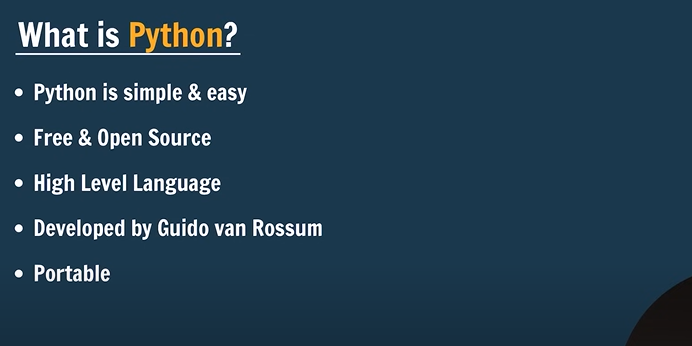 What is Python?
• Python is simple & easy
• Free & Open Source
• High Level Language
• Developed by Guido van Rossum
• Portable